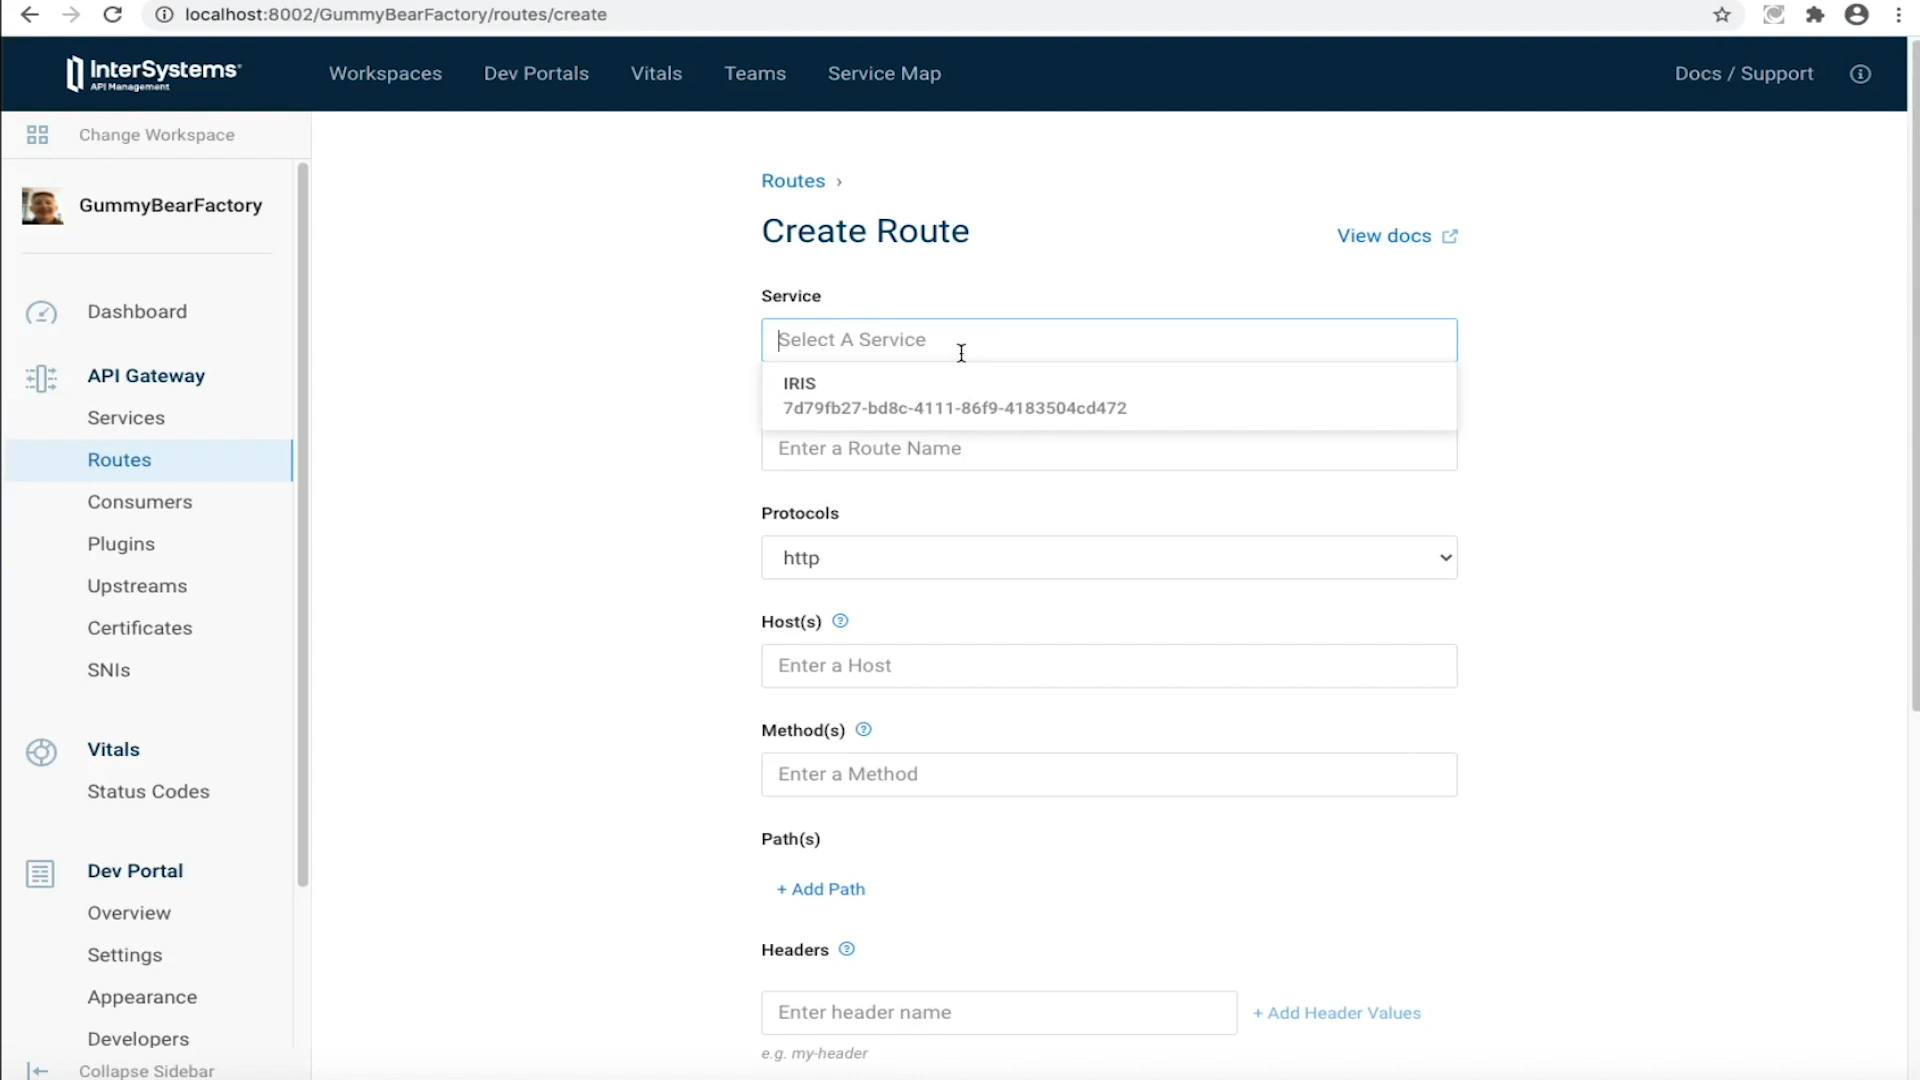 localhost:8002/GummyBearFactory/routes/create
InterSystems
API Management
Workspaces
Dev Portals
Vitals
Teams
Service Map
Docs / Support
Change Workspace
GummyBearFactory
Dashboard
API Gateway
Services
Routes
Consumers
Plugins
Upstreams
Certificates
SNIs
Vitals
Status Codes
Dev Portal
Overview
Settings
Appearance
Developers
Collapse Sidebar
Routes ›
Create Route
View docs
Service
Select A Service
IRIS
7d79fb27-bd8c-4111-86f9-4183504cd472
Enter a Route Name
Protocols
http
Host(s)
Enter a Host
Method(s)
Enter a Method
Path(s)
+ Add Path
Headers
Enter header name
+ Add Header Values
e.g. my-header